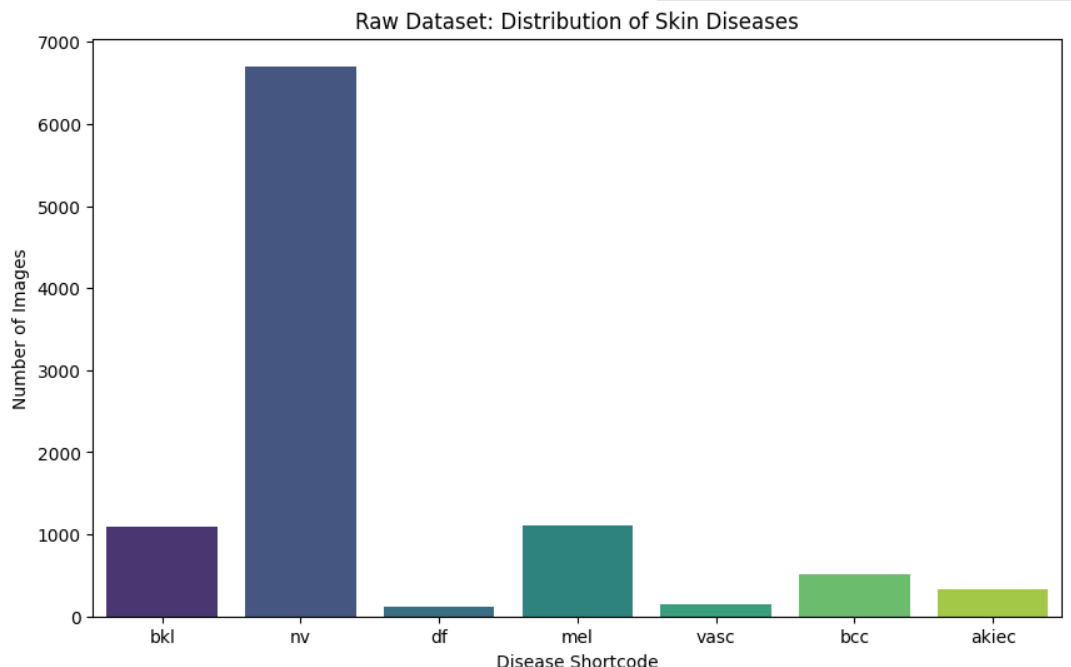 Raw Dataset: Distribution of Skin Diseases
7000
6000
5000
4000
3000
2000
1000
0
Number of Images
bkl nv df mel vasc bcc akiec
Disease Shortcode